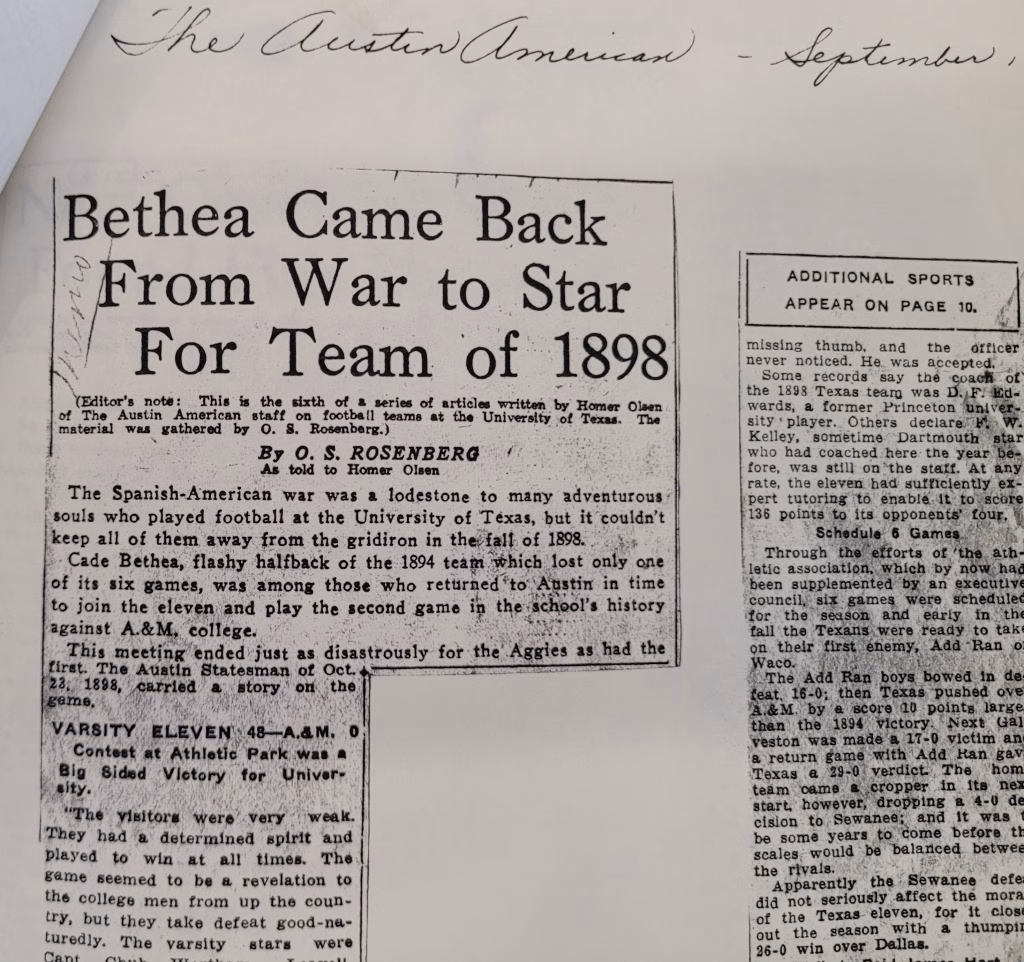 The Austin American - September,
Bethea Came Back
From War to Star
For Team of 1898
(Editor's note: This is the sixth of a series of articles written by Homer Olsen
of The Austin American staff on football teams at the University of Texas. The
material was gathered by O. S. Rosenberg.)
By O. S. ROSENBERG
As told to Homer Olsen
The Spanish-American war was a lodestone to many adventurous
souls who played football at the University of Texas, but it couldn't
keep all of them away from the gridiron in the fall of 1898.
Cade Bethea, flashy halfback of the 1894 team which lost only one
of its six games, was among those who returned to Austin in time
to join the eleven and play the second game in the school's history
against A.&M. college.
This meeting ended just as disastrously for the Aggies as had the
first. The Austin Statesman of Oct.
23, 1898, carried a story on the
game.
VARSITY ELEVEN 48—A.&M. 0
Contest at Athletic Park was a
Big Sided Victory for Univer-
sity.
"The visitors were very weak.
They had a determined spirit and
played to win at all times. The
game seemed to be a revelation to
the college men from up the coun-
try, but they take defeat good-na-
turedly. The varsity stars were
Capt.
ADDITIONAL SPORTS
APPEAR ON PAGE 10.
missing thumb, and the officer
never noticed. He was accepted.
Some records say the coach of
the 1898 Texas team was D. F. Ed-
wards, a former Princeton univer-
sity player. Others declare F. W.
Kelley, sometime Dartmouth star
who had coached here the year be-
fore, was still on the staff. At any
rate, the eleven had sufficiently ex-
pert tutoring to enable it to score
136 points to its opponents' four.
Schedule 6 Games
Through the efforts of the ath-
letic association, which by now had
been supplemented by an executive
council, six games were scheduled
for the season and early in the
fall the Texans were ready to take
on their first enemy, Add Ran of
Waco.
The Add Ran boys bowed in de-
feat, 16-0; then Texas pushed ove
A.&M. by a score 10 points large
than the 1894 victory. Next Gal
veston was made a 17-0 victim an
a return game with Add Ran gav
Texas a 29-0 verdict. The hom
team came a cropper in its nex
start, however, dropping a 4-0 de
cision to Sewanee; and it was t
be some years to come before th
scales would be balanced betwee
the rivals.
Apparently the Sewanee defea
did not seriously affect the mora
of the Texas eleven, for it close
out the season with a thumpin
26-0 win over Dallas.